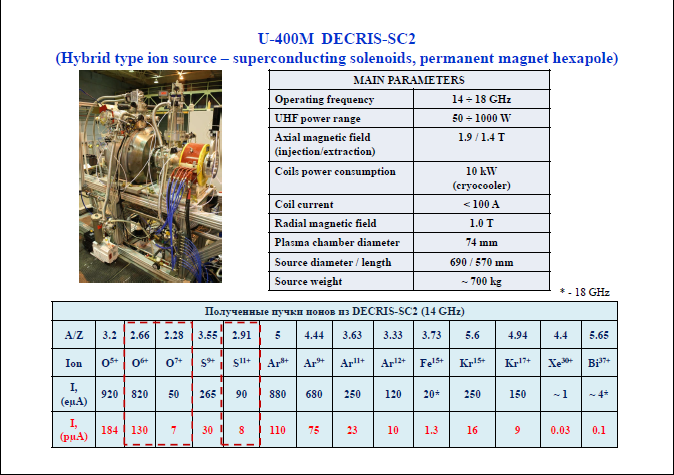 U-400M DECRIS-SC2
(Hybrid type ion source – superconducting solenoids, permanent magnet hexapole)
MAIN PARAMETERS
Operating frequency 14 ÷ 18 GHz
UHF power range 50 ÷ 1000 W
Axial magnetic field 1.9 / 1.4 T
(injection/extraction)
Coils power consumption 10 kW
(cryocooler)
Coil current < 100 A
Radial magnetic field 1.0 T
Plasma chamber diameter 74 mm
Source diameter / length 690 / 570 mm
Source weight ~ 700 kg
* - 18 GHz
Полученные пучки ионов из DECRIS-SC2 (14 GHz)
A/Z 3.2 2.66 2.28 3.55 2.91 5 4.44 3.63 3.33 3.73 5.6 4.94 4.4 5.65
Ion O⁵⁺ O⁶⁺ O⁷⁺ S⁹⁺ S¹¹⁺ Ar⁸⁺ Ar⁹⁺ Ar¹¹⁺ Ar¹²⁺ Fe¹⁵⁺ Kr¹⁵⁺ Kr¹⁷⁺ Xe³⁰⁺ Bi³⁷⁺
I,
(eμA) 920 820 50 265 90 880 680 250 120 20* 250 150 ~ 1 ~ 4*
I,
(pμA) 184 130 7 30 8 110 75 23 10 1.3 16 9 0.03 0.1